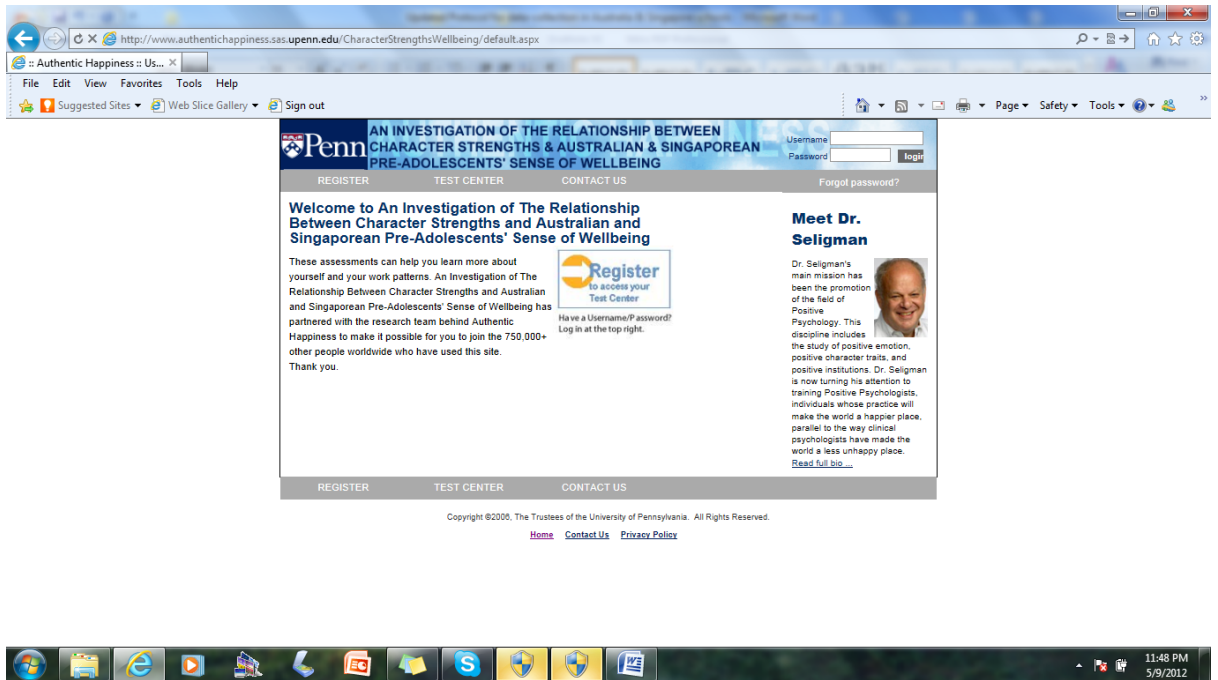 http://www.authentichappiness.sas.upenn.edu/CharacterStrengthsWellbeing/default.aspx
:: Authentic Happiness :: Us...
File Edit View Favorites Tools Help
Suggested Sites Web Slice Gallery Sign out
Page Safety Tools
Penn
AN INVESTIGATION OF THE RELATIONSHIP BETWEEN
CHARACTER STRENGTHS & AUSTRALIAN & SINGAPOREAN
PRE-ADOLESCENTS' SENSE OF WELLBEING
Username
Password login
REGISTER TEST CENTER CONTACT US Forgot password?
Welcome to An Investigation of The Relationship
Between Character Strengths and Australian and
Singaporean Pre-Adolescents' Sense of Wellbeing
These assessments can help you learn more about
yourself and your work patterns. An Investigation of The
Relationship Between Character Strengths and Australian
and Singaporean Pre-Adolescents' Sense of Wellbeing has
partnered with the research team behind Authentic
Happiness to make it possible for you to join the 750,000+
other people worldwide who have used this site.
Thank you.
Register
to access your
Test Center
Have a Username/Password?
Log in at the top right.
Meet Dr.
Seligman
Dr. Seligman's
main mission has
been the promotion
of the field of
Positive
Psychology. This
discipline includes
the study of positive emotion,
positive character traits, and
positive institutions. Dr. Seligman
is now turning his attention to
training Positive Psychologists,
individuals whose practice will
make the world a happier place,
parallel to the way clinical
psychologists have made the
world a less unhappy place.
Read full bio ...
REGISTER TEST CENTER CONTACT US
Copyright ©2006, The Trustees of the University of Pennsylvania. All Rights Reserved.
Home Contact Us Privacy Policy
11:48 PM
5/9/2012